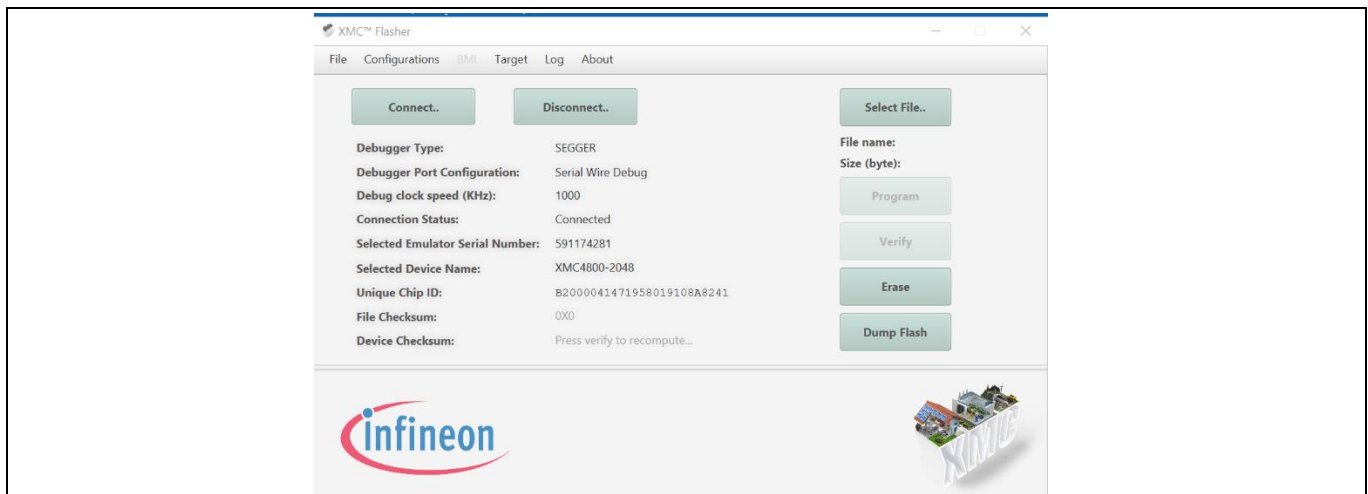 XMC™ Flasher
File Configurations BMI Target Log About
Connect.. Disconnect.. Select File..
Debugger Type: SEGGER
File name:
Debugger Port Configuration: Serial Wire Debug
Size (byte):
Debug clock speed (KHz): 1000
Program
Connection Status: Connected
Selected Emulator Serial Number: 591174281
Verify
Selected Device Name: XMC4800-2048
Unique Chip ID: B2000041471958019108A8241
Erase
File Checksum: 0X0
Device Checksum: Press verify to recompute...
Dump Flash
infineon
XMC